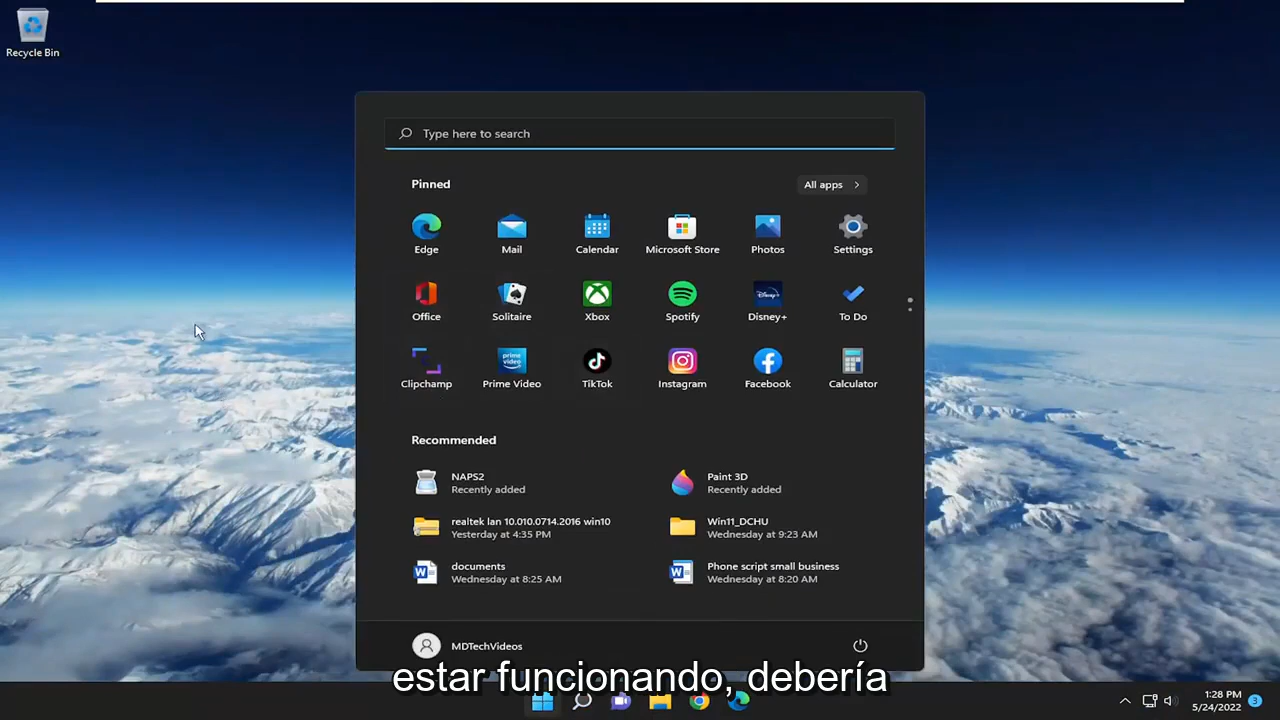 Recycle Bin
Type here to search
Pinned
All apps
Edge
Mail
Calendar
Microsoft Store
Photos
Settings
Office
Solitaire
Xbox
Spotify
Disney+
To Do
Clipchamp
prime video
Prime Video
TikTok
Instagram
Facebook
Calculator
Recommended
NAPS2
Recently added
Paint 3D
Recently added
realtek lan 10.010.0714.2016 win10
Yesterday at 4:35 PM
Win11_DCHU
Wednesday at 9:23 AM
documents
Wednesday at 8:25 AM
Phone script small business
Wednesday at 8:20 AM
MDTechVideos
estar funcionando, debería
1:28 PM
5/24/2022
3